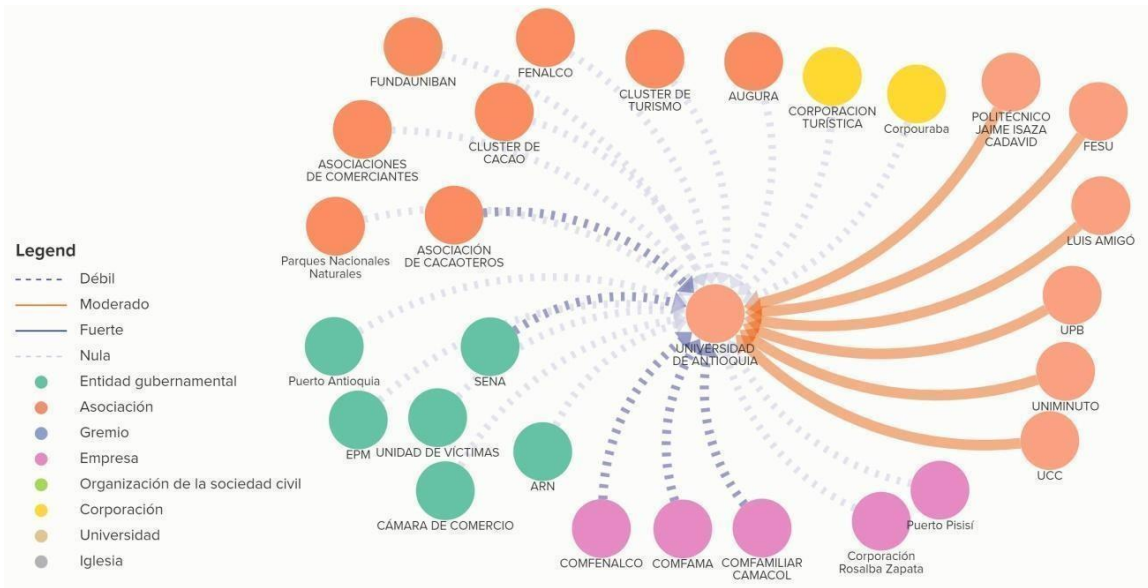 FUNDAUNIBAN
FENALCO
CLUSTER DE
TURISMO
AUGURA
CORPORACION
TURÍSTICA
Corpouraba
POLITÉCNICO
JAIME ISAZA
CADAVID
FESU
ASOCIACIONES
DE COMERCIANTES
CLUSTER DE
CACAO
LUIS AMIGÓ
Parques Nacionales
Naturales
ASOCIACIÓN
DE CACAOTEROS
UPB
UNIVERSIDAD
DE ANTIOQUIA
Puerto Antioquia
SENA
UNIMINUTO
EPM
UNIDAD DE VÍCTIMAS
ARN
UCC
CÁMARA DE COMERCIO
COMFENALCO
COMFAMA
COMFAMILIAR
CAMACOL
Corporación
Rosalba Zapata
Puerto Pisisí
Legend
Débil
Moderado
Fuerte
Nula
Entidad gubernamental
Asociación
Gremio
Empresa
Organización de la sociedad civil
Corporación
Universidad
Iglesia